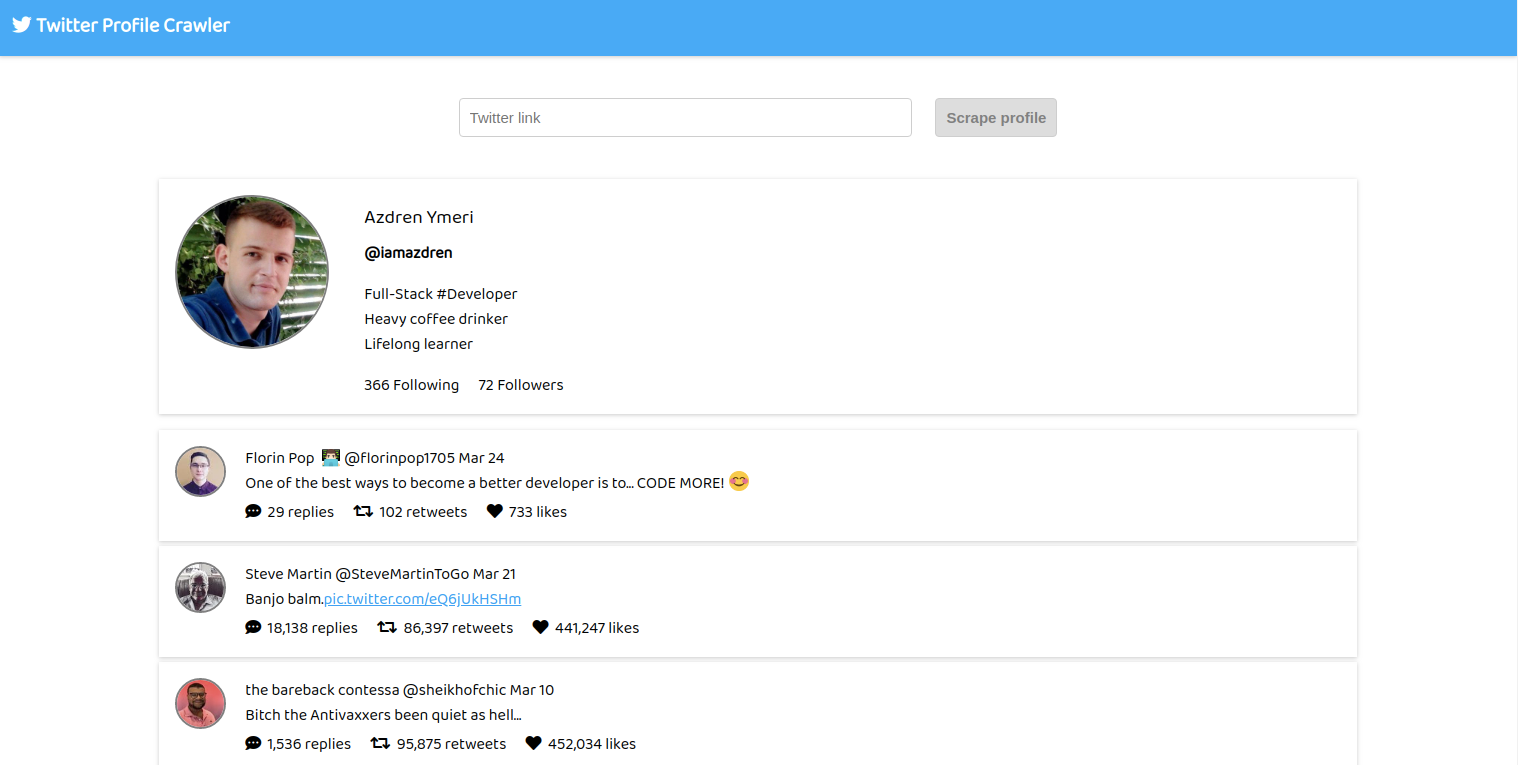 Twitter Profile Crawler
Twitter link
Scrape profile
Azdren Ymeri
@iamazdren
Full-Stack #Developer
Heavy coffee drinker
Lifelong learner
366 Following 72 Followers
Florin Pop 👨🏻‍💻 @florinpop1705 Mar 24
One of the best ways to become a better developer is to... CODE MORE! 😊
29 replies 102 retweets 733 likes
Steve Martin @SteveMartinToGo Mar 21
Banjo balm.pic.twitter.com/eQ6jUkHSHm
18,138 replies 86,397 retweets 441,247 likes
the bareback contessa @sheikhofchic Mar 10
Bitch the Antivaxxers been quiet as hell...
1,536 replies 95,875 retweets 452,034 likes